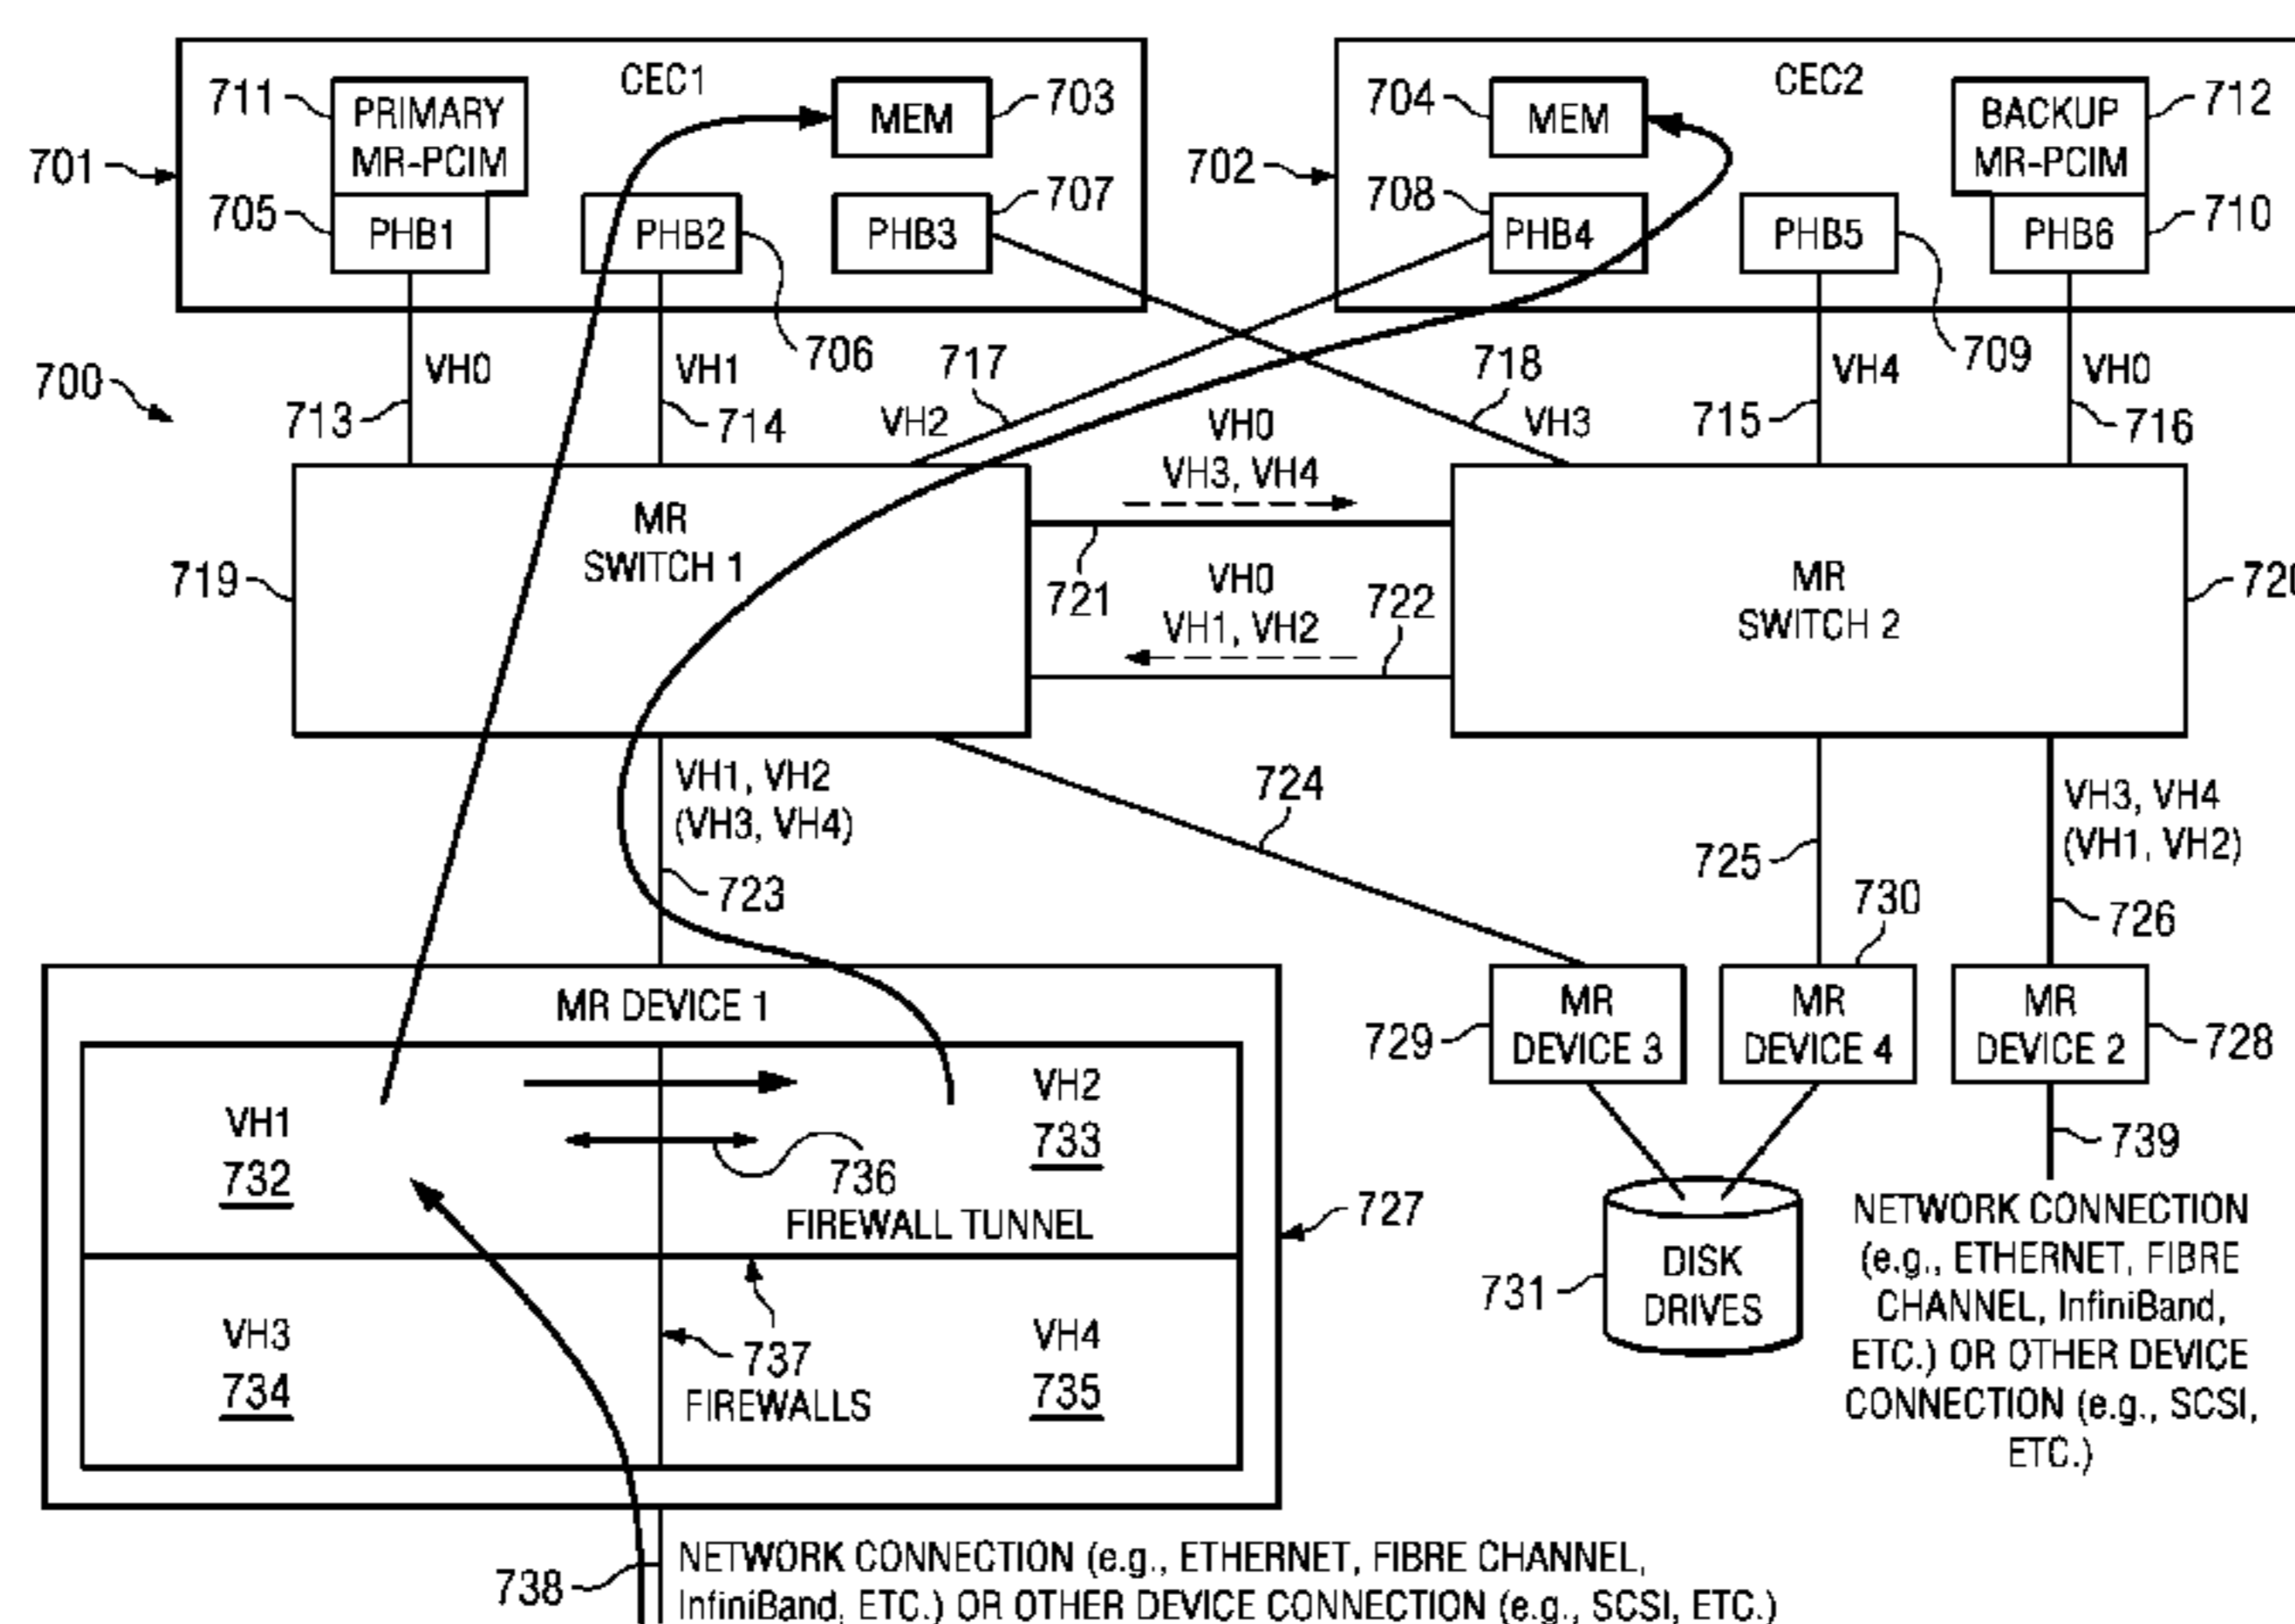 CEC1
711
PRIMARY
MR-PCIM
MEM
703
701
705
PHB1
PHB2
PHB3
707
706
CEC2
704
MEM
BACKUP
MR-PCIM
712
702
708
PHB4
PHB5
PHB6
710
709
700
VH0
713
VH1
714
717
VH2
718
VH3
VH4
715
VH0
716
719
MR
SWITCH 1
VH0
VH3, VH4
721
VH0
VH1, VH2
722
MR
SWITCH 2
VH1, VH2
(VH3, VH4)
723
724
725
VH3, VH4
(VH1, VH2)
726
730
MR DEVICE 1
729
MR
DEVICE 3
MR
DEVICE 4
MR
DEVICE 2
728
VH1
732
VH2
733
736
FIREWALL TUNNEL
727
VH3
734
737
FIREWALLS
VH4
735
731
DISK
DRIVES
739
NETWORK CONNECTION
(e.g., ETHERNET, FIBRE
CHANNEL, InfiniBand,
ETC.) OR OTHER DEVICE
CONNECTION (e.g., SCSI,
ETC.)
738
NETWORK CONNECTION (e.g., ETHERNET, FIBRE CHANNEL,
InfiniBand, ETC.) OR OTHER DEVICE CONNECTION (e.g., SCSI, ETC.)